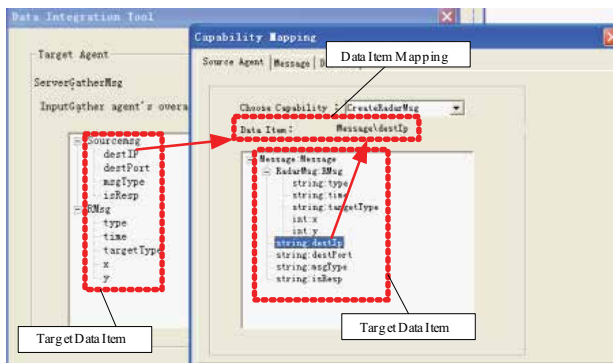 Data Integration Tool
Target Agent
ServerGatherMsg
InputGather agent's overa
Sourcemsg
destIP
destPort
msgType
isResp
RMsg
type
time
targetType
x
y
Target Data Item
Capability Mapping
Data Item Mapping
Source Agent Message D
Choose Capability : CreateRadarMsg
Data Item: Message\destIp
Message:Message
RadarMsg:RMsg
string:type
string:time
string:targetType
int:x
int:y
string:destIp
string:destPort
string:msgType
string:isResp
Target Data Item